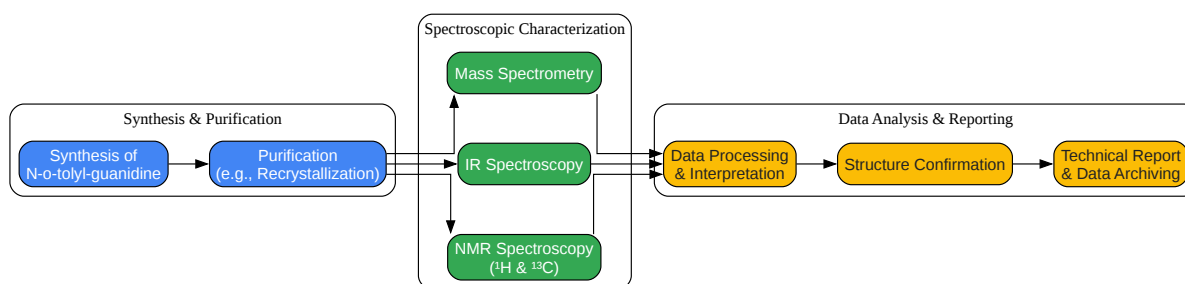 Synthesis & Purification
Synthesis of
N-o-tolyl-guanidine
Purification
(e.g., Recrystallization)
Spectroscopic Characterization
Mass Spectrometry
IR Spectroscopy
NMR Spectroscopy
(¹H & ¹³C)
Data Analysis & Reporting
Data Processing
& Interpretation
Structure Confirmation
Technical Report
& Data Archiving